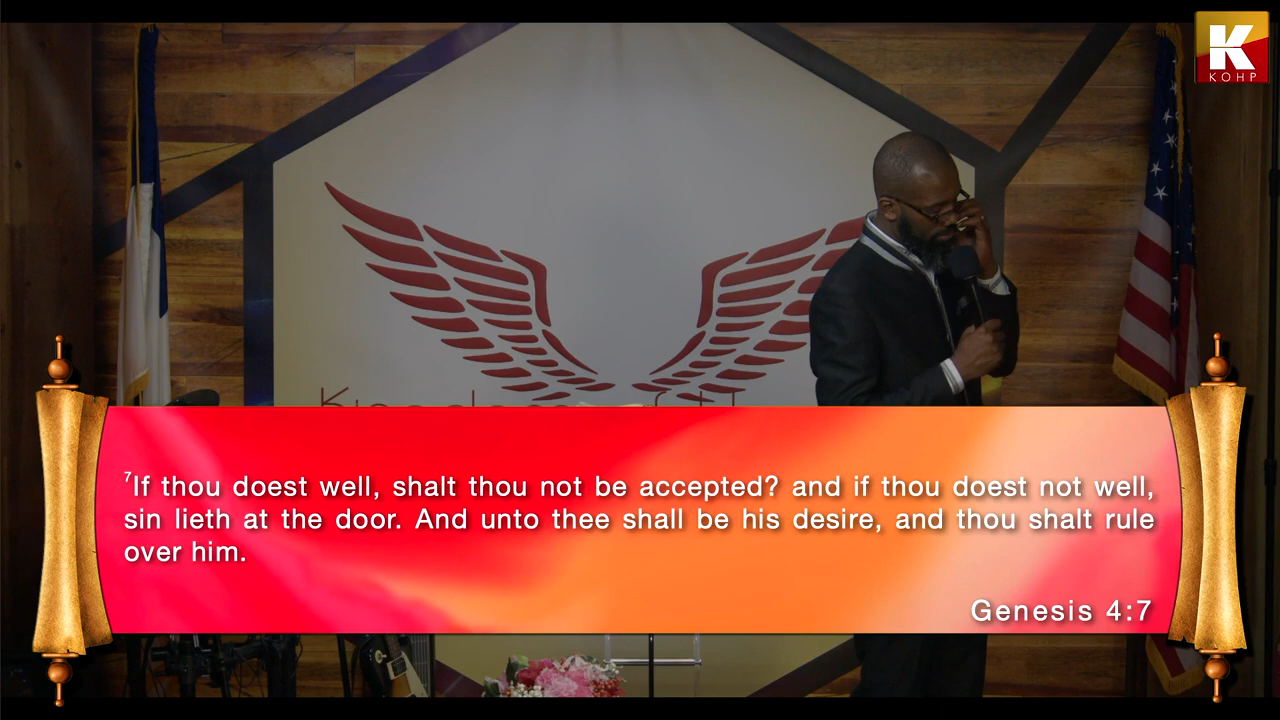 K
KOHP
⁷If thou doest well, shalt thou not be accepted? and if thou doest not well,
sin lieth at the door. And unto thee shall be his desire, and thou shalt rule
over him.
Genesis 4:7